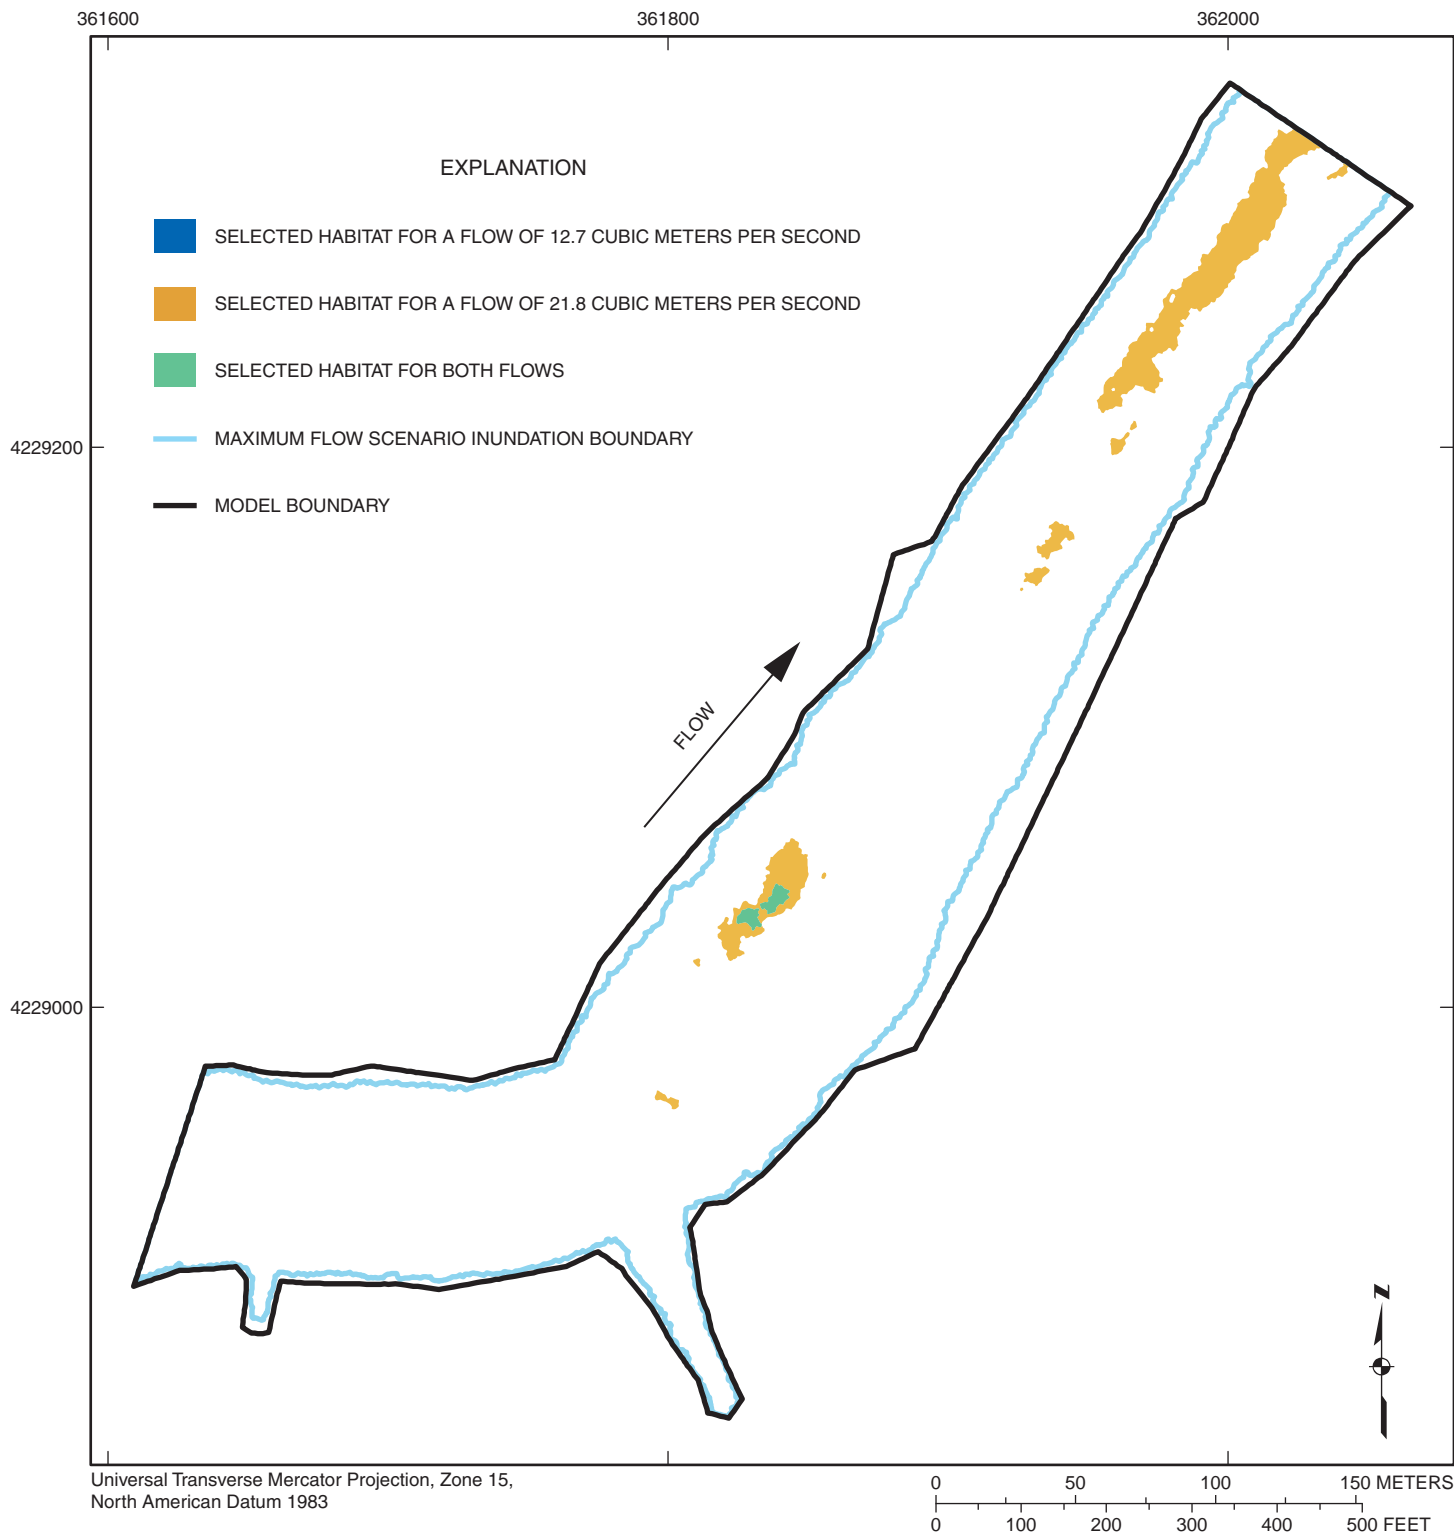 361600 361800 362000
EXPLANATION
SELECTED HABITAT FOR A FLOW OF 12.7 CUBIC METERS PER SECOND
SELECTED HABITAT FOR A FLOW OF 21.8 CUBIC METERS PER SECOND
SELECTED HABITAT FOR BOTH FLOWS
MAXIMUM FLOW SCENARIO INUNDATION BOUNDARY
4229200
MODEL BOUNDARY
FLOW
4229000
N
Universal Transverse Mercator Projection, Zone 15,
North American Datum 1983
0 50 100 150 METERS
0 100 200 300 400 500 FEET